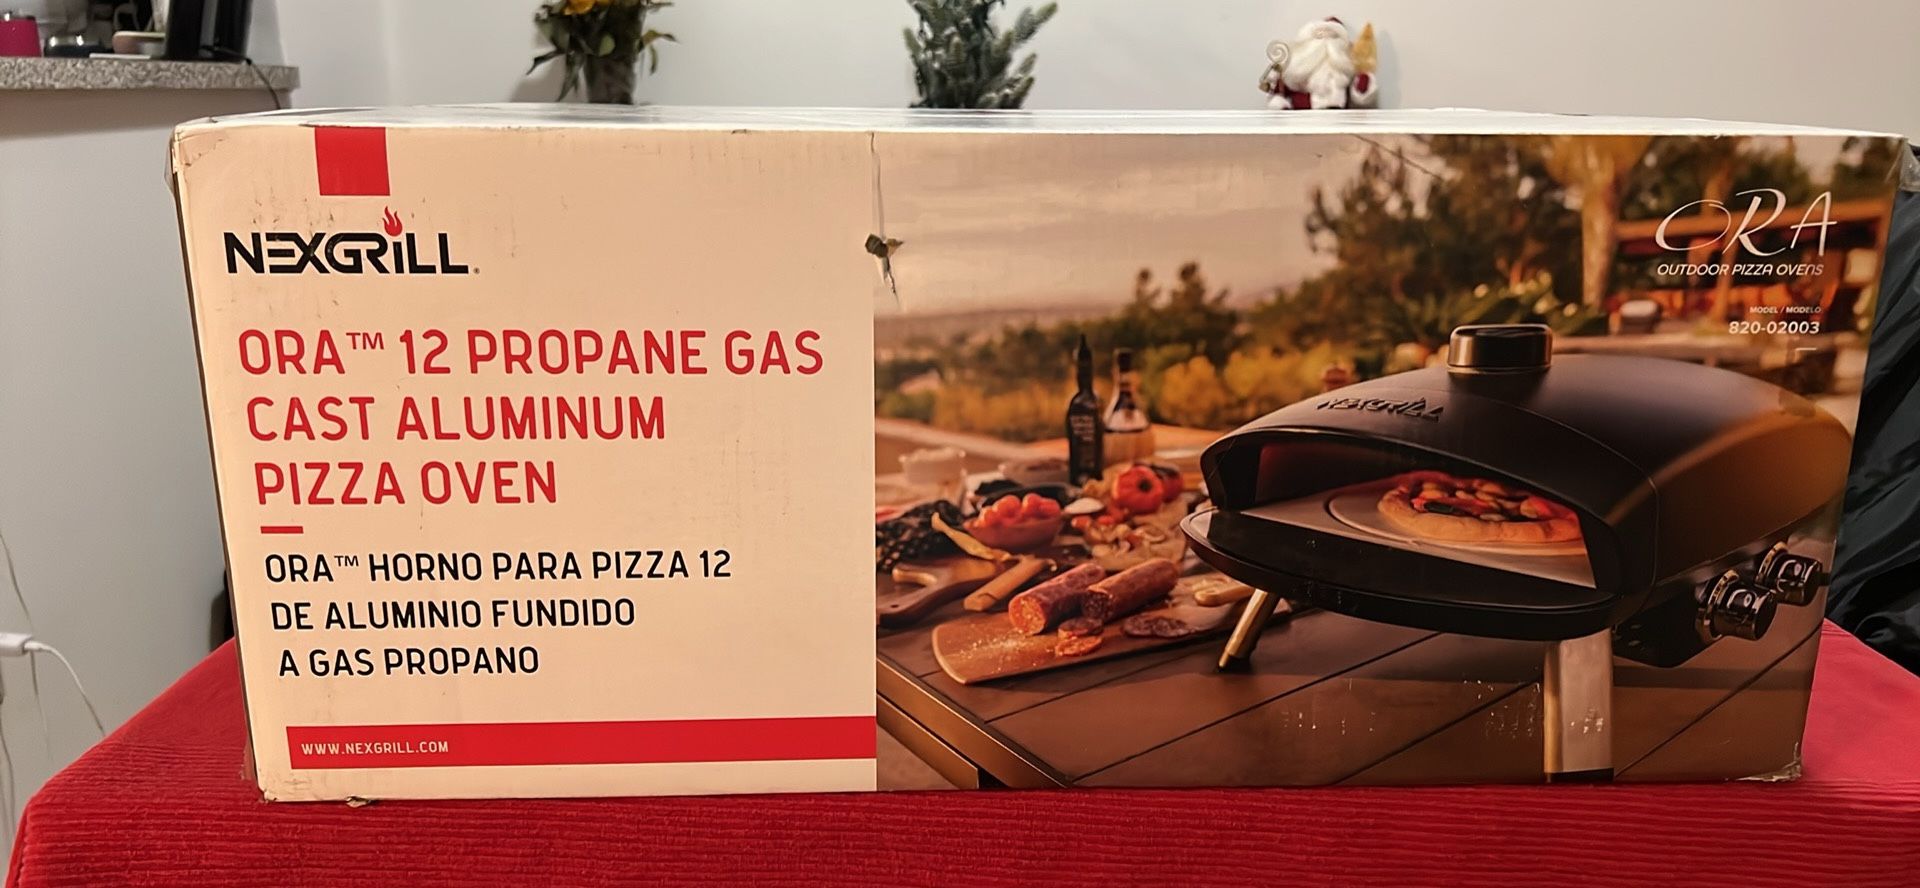 NEXGRILL
ORA™ 12 PROPANE GAS
CAST ALUMINUM
PIZZA OVEN
ORA™ HORNO PARA PIZZA 12
DE ALUMINIO FUNDIDO
A GAS PROPANO
WWW.NEXGRILL.COM
ORA
OUTDOOR PIZZA OVENS
MODEL / MODELO
820-02003
NEXGRILL